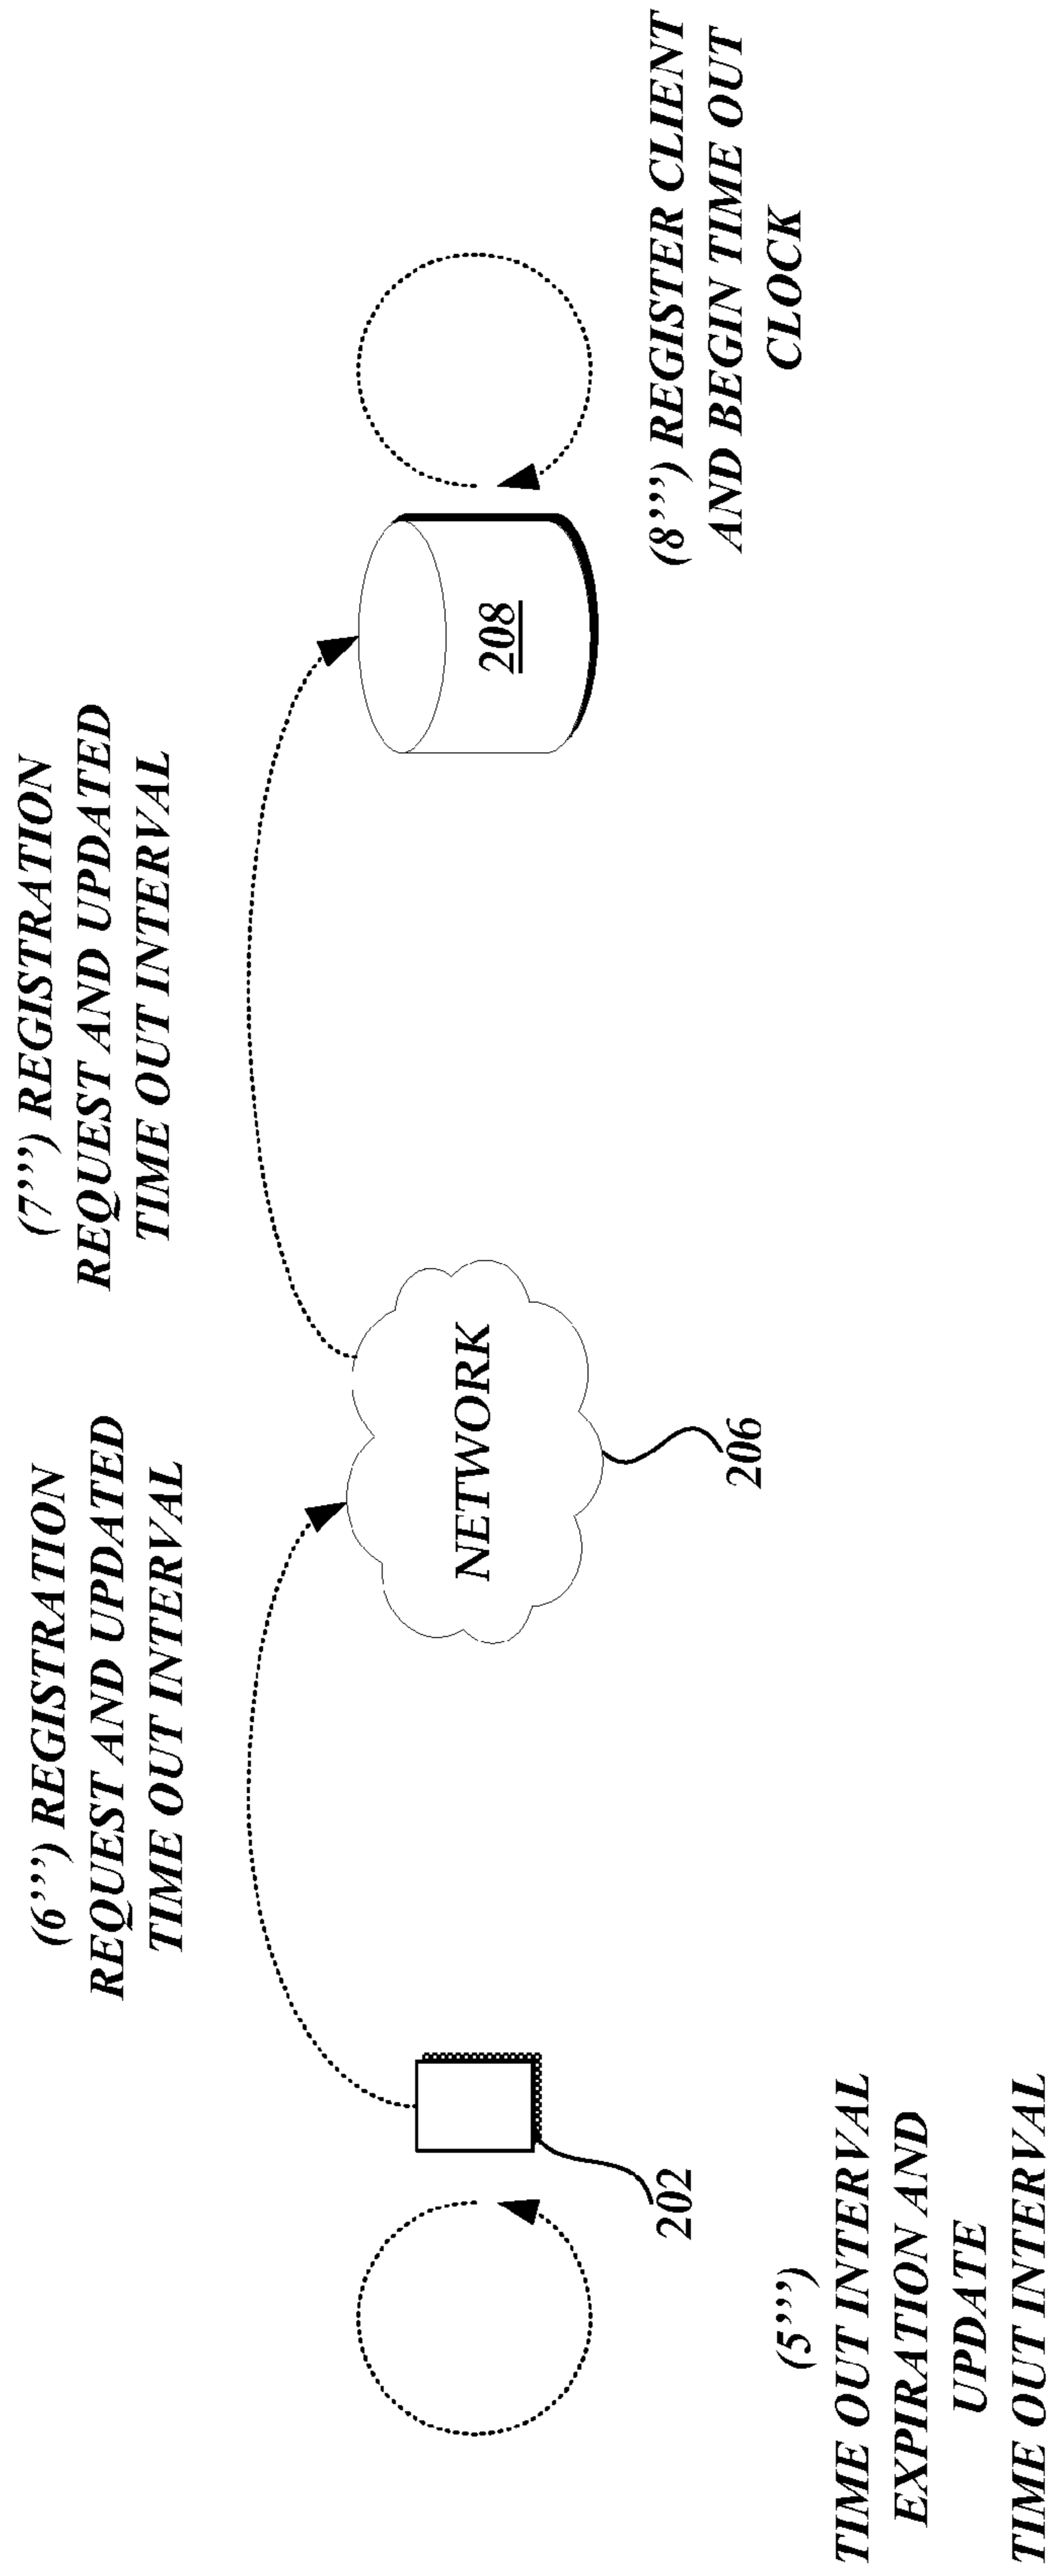 (5’’’)
TIME OUT INTERVAL
EXPIRATION AND
UPDATE
TIME OUT INTERVAL
202
(6’’’) REGISTRATION
REQUEST AND UPDATED
TIME OUT INTERVAL
NETWORK
206
(7’’’) REGISTRATION
REQUEST AND UPDATED
TIME OUT INTERVAL
208
(8’’’) REGISTER CLIENT
AND BEGIN TIME OUT
CLOCK